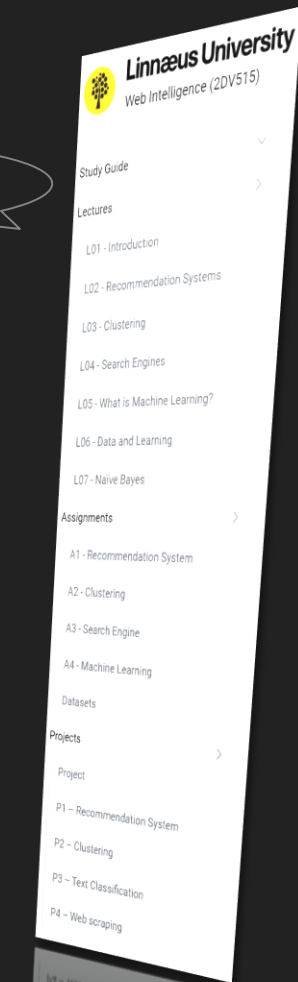 Linnæus University
Web Intelligence (2DV515)
Study Guide
Lectures
L01 - Introduction
L02 - Recommendation Systems
L03 - Clustering
L04 - Search Engines
L05 - What is Machine Learning?
L06 - Data and Learning
L07 - Naïve Bayes
Assignments
A1 - Recommendation System
A2 - Clustering
A3 - Search Engine
A4 - Machine Learning
Datasets
Projects
Project
P1 – Recommendation System
P2 – Clustering
P3 – Text Classification
P4 – Web scraping